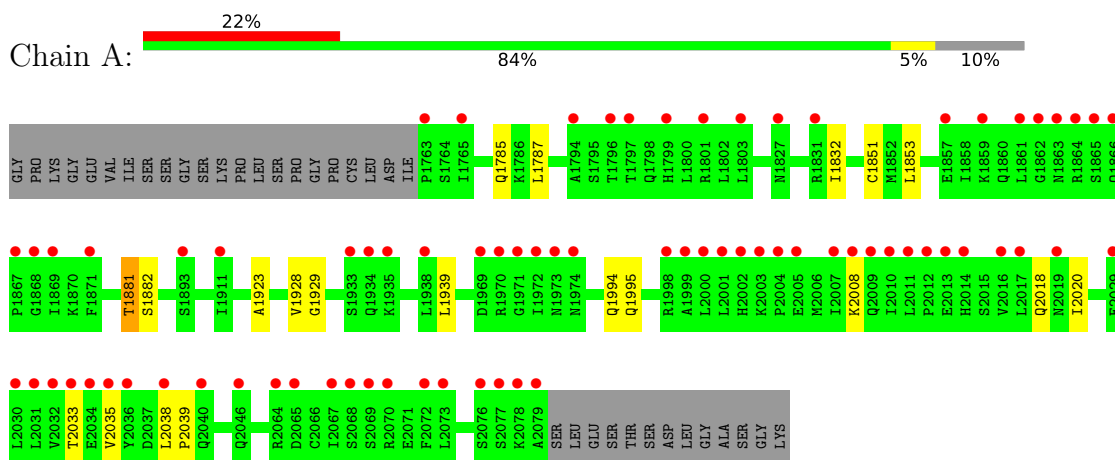 22%
Chain A:
84% 5% 10%
GLY PRO LYS GLY GLU VAL ILE SER SER GLY SER LYS PRO LEU SER PRO GLY PRO CYS LEU ASP ILE P1763 S1764 I1765 Q1785 K1786 L1787 A1794 S1795 T1796 T1797 Q1798 H1799 L1800 R1801 L1802 L1803 N1827 R1831 I1832 C1851 M1852 L1853 E1857 I1858 K1859 Q1860 L1861 G1862 N1863 R1864 S1865 Q1866
P1867 G1868 I1869 K1870 F1871 T1881 S1882 S1893 I1911 A1923 V1928 G1929 S1933 Q1934 K1935 L1938 L1939 D1969 R1970 G1971 I1972 N1973 N1974 Q1994 Q1995 R1998 A1999 L2000 L2001 H2002 K2003 P2004 E2005 M2006 I2007 K2008 Q2009 I2010 L2011 P2012 E2013 H2014 S2015 V2016 L2017 Q2018 N2019 I2020
L2030 L2031 V2032 T2033 E2034 V2035 Y2036 D2037 L2038 P2039 Q2040 Q2046 R2064 D2065 C2066 I2067 S2068 S2069 R2070 E2071 F2072 L2073 S2076 S2077 K2078 A2079 SER LEU GLU SER THR SER ASP LEU GLY ALA SER GLY LYS